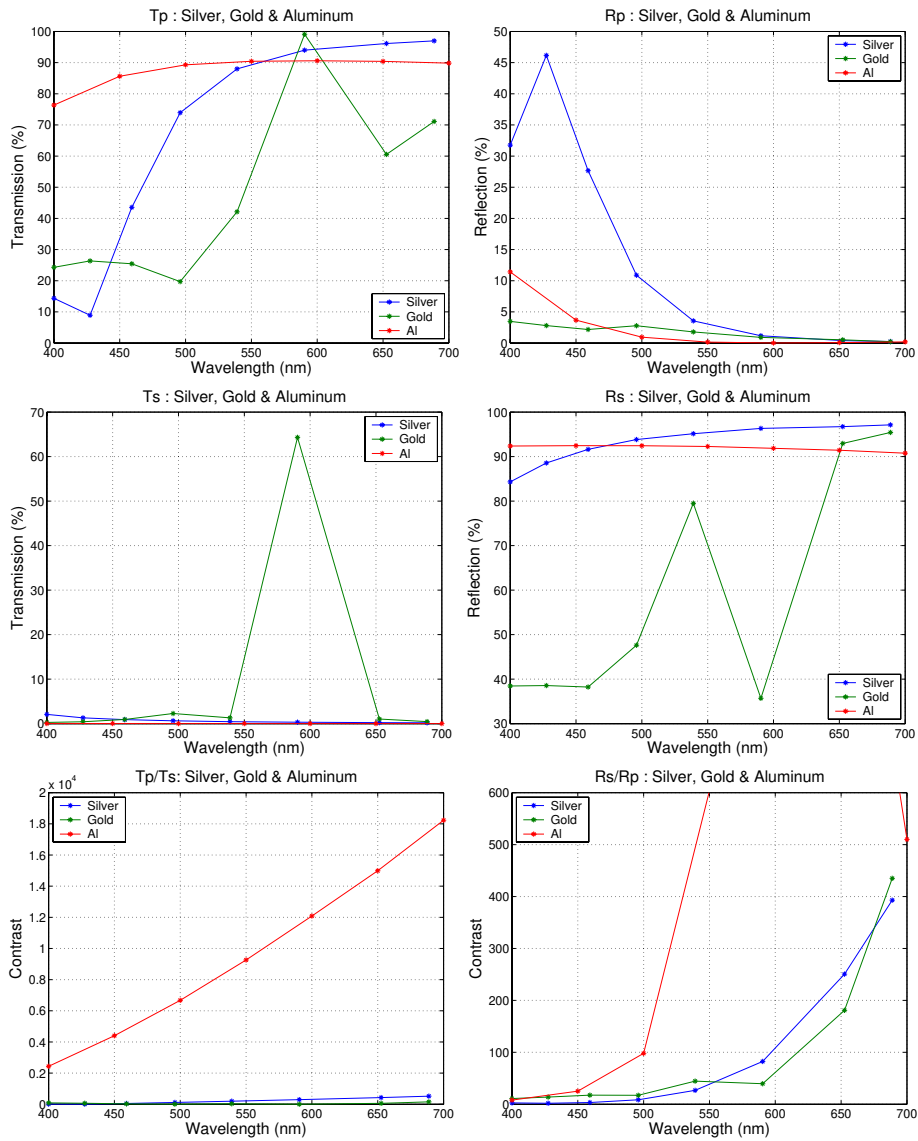 Tp : Silver, Gold & Aluminum
Transmission (%)
100
90
80
70
60
50
40
30
20
10
0
400 450 500 550 600 650 700
Wavelength (nm)
Silver
Gold
Al
Rp : Silver, Gold & Aluminum
Reflection (%)
50
45
40
35
30
25
20
15
10
5
0
400 450 500 550 600 650 700
Wavelength (nm)
Silver
Gold
Al
Ts : Silver, Gold & Aluminum
Transmission (%)
70
60
50
40
30
20
10
0
400 450 500 550 600 650 700
Wavelength (nm)
Silver
Gold
Al
Rs : Silver, Gold & Aluminum
Reflection (%)
100
90
80
70
60
50
40
30
400 450 500 550 600 650 700
Wavelength (nm)
Silver
Gold
Al
Tp/Ts: Silver, Gold & Aluminum
x 10^4
Contrast
2
1.8
1.6
1.4
1.2
1
0.8
0.6
0.4
0.2
0
400 450 500 550 600 650 700
Wavelength (nm)
Silver
Gold
Al
Rs/Rp : Silver, Gold & Aluminum
Contrast
600
500
400
300
200
100
0
400 450 500 550 600 650 700
Wavelength (nm)
Silver
Gold
Al